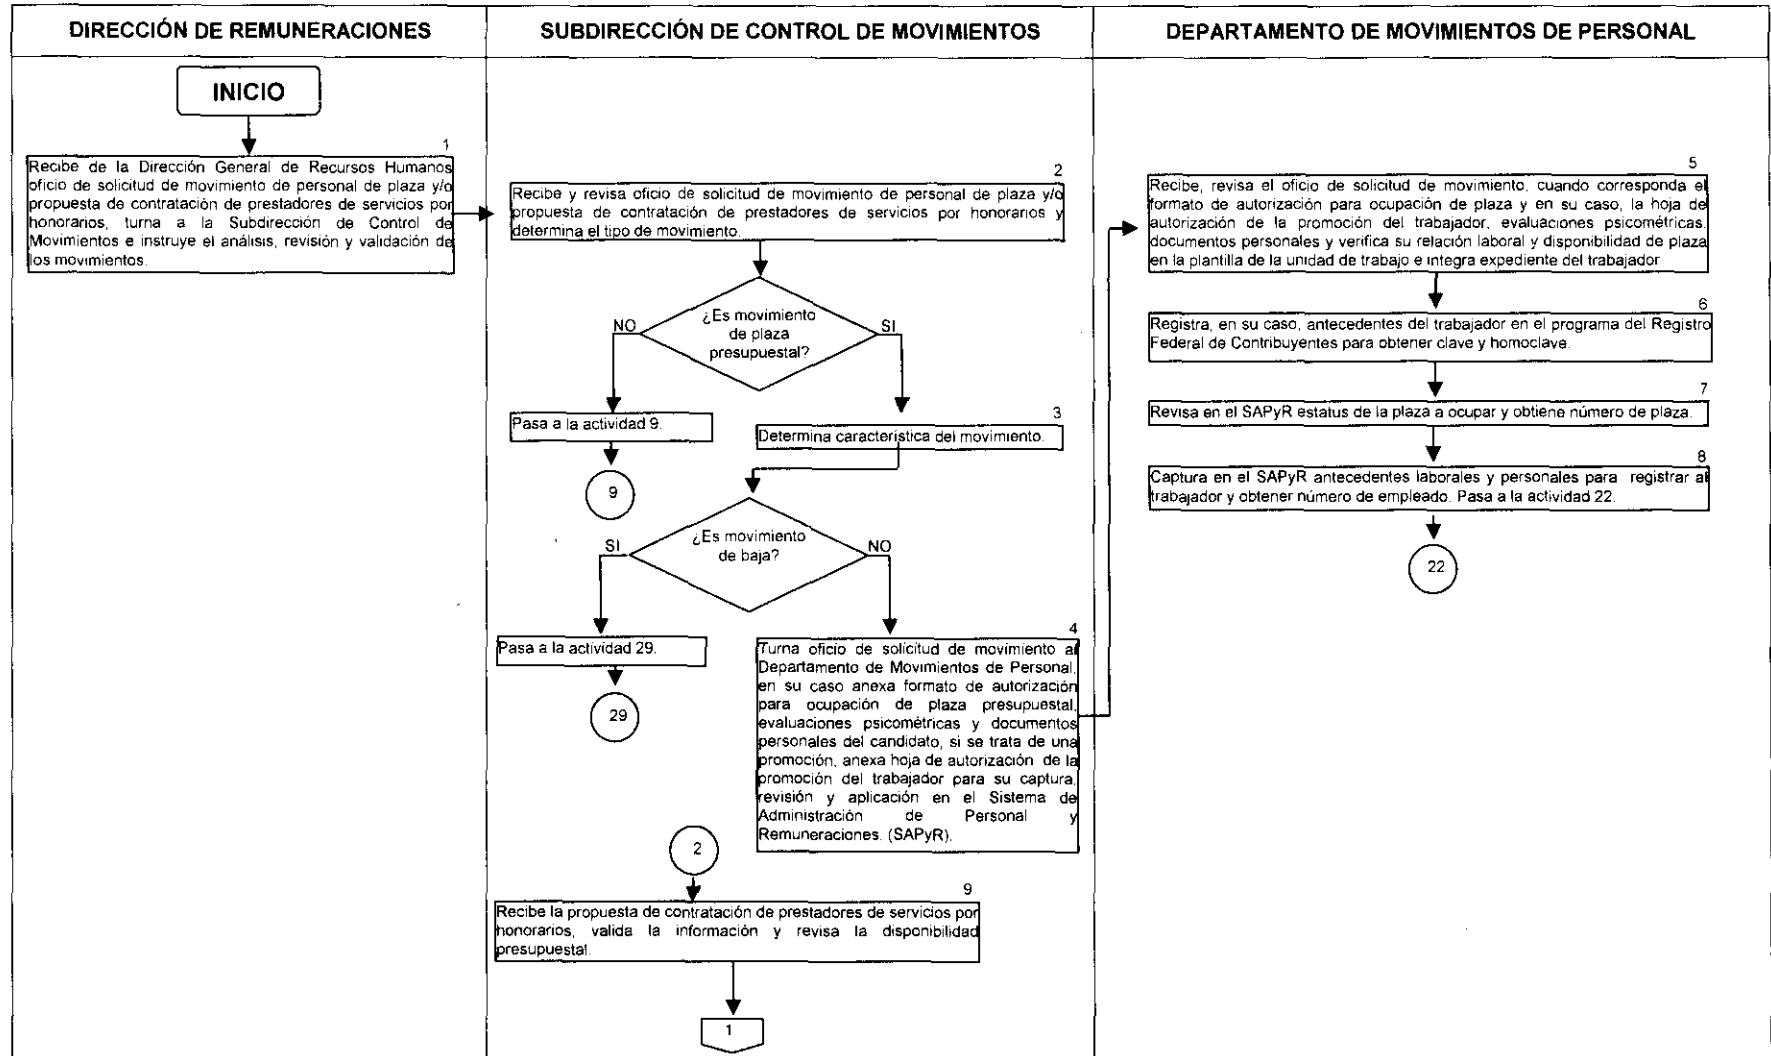 DIRECCIÓN DE REMUNERACIONES
SUBDIRECCIÓN DE CONTROL DE MOVIMIENTOS
DEPARTAMENTO DE MOVIMIENTOS DE PERSONAL
INICIO
1
Recibe de la Dirección General de Recursos Humanos
oficio de solicitud de movimiento de personal de plaza y/o
propuesta de contratación de prestadores de servicios por
honorarios, turna a la Subdirección de Control de
Movimientos e instruye el análisis, revisión y validación de
los movimientos.
2
Recibe y revisa oficio de solicitud de movimiento de personal de plaza y/o
propuesta de contratación de prestadores de servicios por honorarios y
determina el tipo de movimiento.
¿Es movimiento
de plaza
presupuestal?
NO
SI
Pasa a la actividad 9.
9
3
Determina característica del movimiento.
¿Es movimiento
de baja?
SI
NO
Pasa a la actividad 29.
29
4
Turna oficio de solicitud de movimiento al
Departamento de Movimientos de Personal,
en su caso anexa formato de autorización
para ocupación de plaza presupuestal,
evaluaciones psicométricas y documentos
personales del candidato, si se trata de una
promoción, anexa hoja de autorización de la
promoción del trabajador para su captura,
revisión y aplicación en el Sistema de
Administración de Personal y
Remuneraciones. (SAPyR).
2
9
Recibe la propuesta de contratación de prestadores de servicios por
honorarios, valida la información y revisa la disponibilidad
presupuestal.
1
5
Recibe, revisa el oficio de solicitud de movimiento, cuando corresponda el
formato de autorización para ocupación de plaza y en su caso, la hoja de
autorización de la promoción del trabajador, evaluaciones psicométricas,
documentos personales y verifica su relación laboral y disponibilidad de plaza
en la plantilla de la unidad de trabajo e integra expediente del trabajador
6
Registra, en su caso, antecedentes del trabajador en el programa del Registro
Federal de Contribuyentes para obtener clave y homoclave.
7
Revisa en el SAPyR estatus de la plaza a ocupar y obtiene número de plaza.
8
Captura en el SAPyR antecedentes laborales y personales para registrar al
trabajador y obtener número de empleado. Pasa a la actividad 22.
22